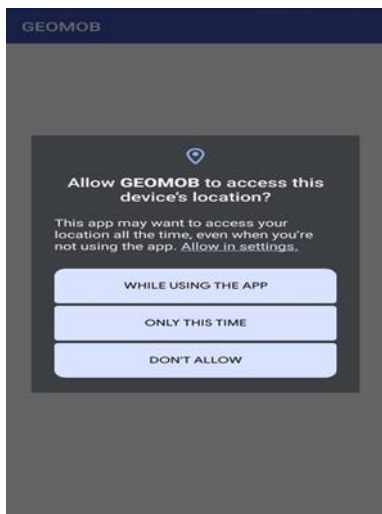 GEOMOB
Allow GEOMOB to access this
device's location?
This app may want to access your
location all the time, even when you're
not using the app. Allow in settings.
WHILE USING THE APP
ONLY THIS TIME
DON'T ALLOW